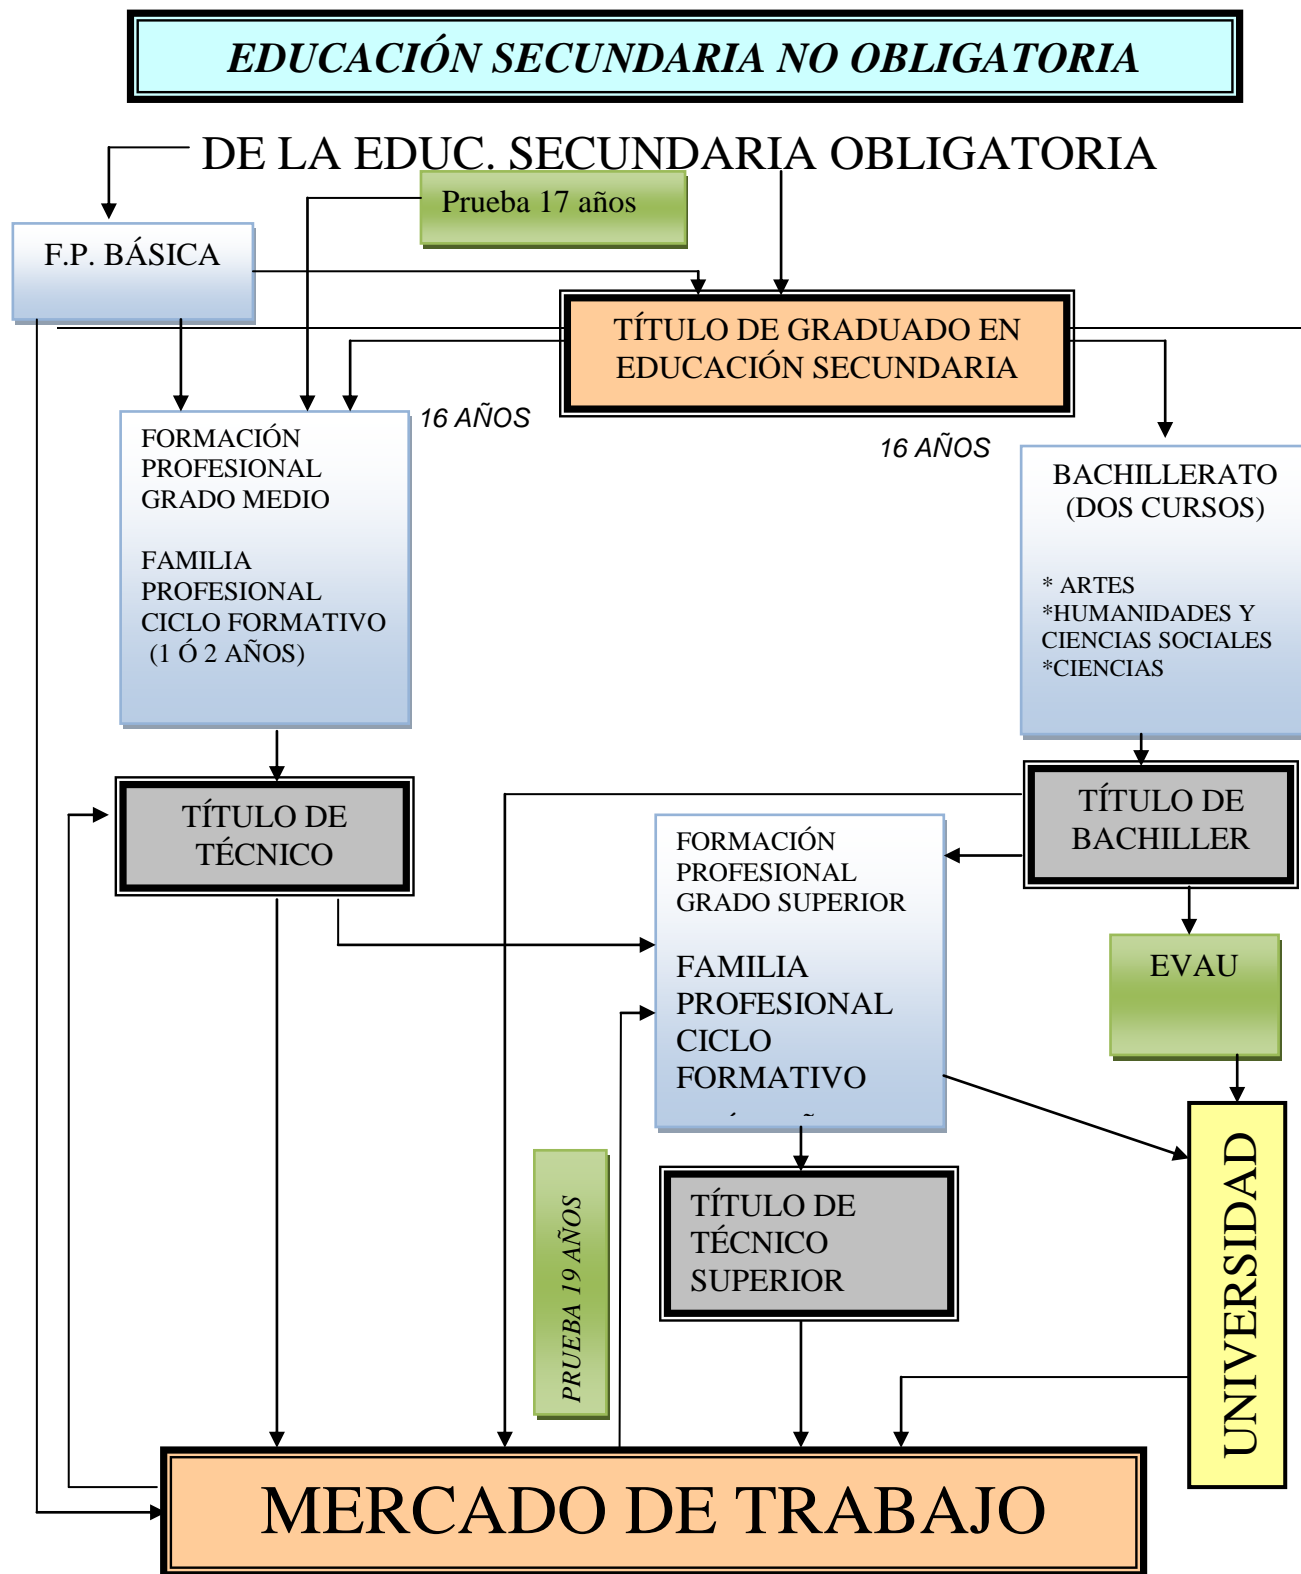 EDUCACIÓN SECUNDARIA NO OBLIGATORIA
DE LA EDUC. SECUNDARIA OBLIGATORIA
Prueba 17 años
F.P. BÁSICA
TÍTULO DE GRADUADO EN
EDUCACIÓN SECUNDARIA
16 AÑOS
16 AÑOS
FORMACIÓN
PROFESIONAL
GRADO MEDIO
FAMILIA
PROFESIONAL
CICLO FORMATIVO
(1 Ó 2 AÑOS)
BACHILLERATO
(DOS CURSOS)
* ARTES
*HUMANIDADES Y
CIENCIAS SOCIALES
*CIENCIAS
TÍTULO DE
TÉCNICO
TÍTULO DE
BACHILLER
FORMACIÓN
PROFESIONAL
GRADO SUPERIOR
FAMILIA
PROFESIONAL
CICLO
FORMATIVO
EVAU
PRUEBA 19 AÑOS
TÍTULO DE
TÉCNICO
SUPERIOR
UNIVERSIDAD
MERCADO DE TRABAJO